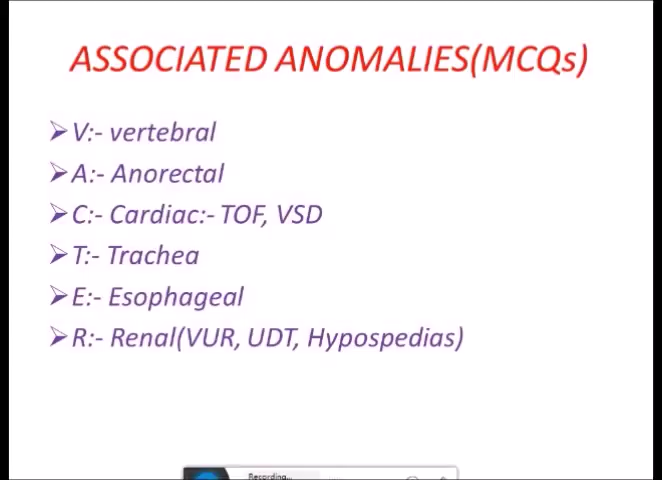 ASSOCIATED ANOMALIES(MCQs)
V:- vertebral
A:- Anorectal
C:- Cardiac:- TOF, VSD
T:- Trachea
E:- Esophageal
R:- Renal(VUR, UDT, Hypospedias)
Recording...